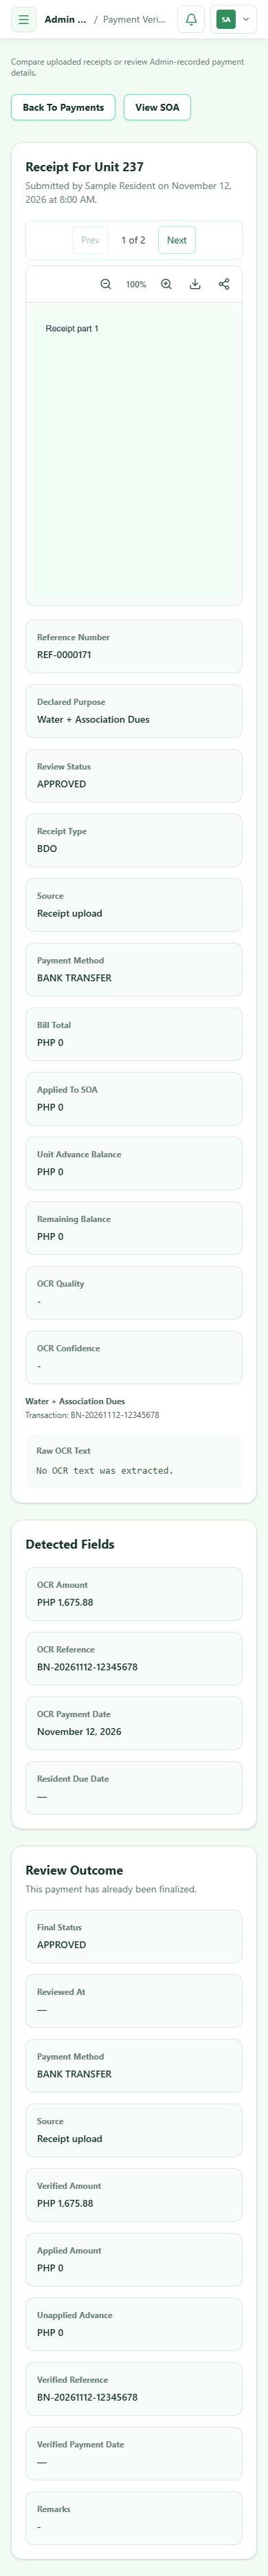 Admin ... / Payment Veri... SA
Compare uploaded receipts or review Admin-recorded payment
details.
Back To Payments View SOA
Receipt For Unit 237
Submitted by Sample Resident on November 12,
2026 at 8:00 AM.
Prev 1 of 2 Next
100%
Receipt part 1
Reference Number
REF-0000171
Declared Purpose
Water + Association Dues
Review Status
APPROVED
Receipt Type
BDO
Source
Receipt upload
Payment Method
BANK TRANSFER
Bill Total
PHP 0
Applied To SOA
PHP 0
Unit Advance Balance
PHP 0
Remaining Balance
PHP 0
OCR Quality
-
OCR Confidence
-
Water + Association Dues
Transaction: BN-20261112-12345678
Raw OCR Text
No OCR text was extracted.
Detected Fields
OCR Amount
PHP 1,675.88
OCR Reference
BN-20261112-12345678
OCR Payment Date
November 12, 2026
Resident Due Date
—
Review Outcome
This payment has already been finalized.
Final Status
APPROVED
Reviewed At
—
Payment Method
BANK TRANSFER
Source
Receipt upload
Verified Amount
PHP 1,675.88
Applied Amount
PHP 0
Unapplied Advance
PHP 0
Verified Reference
BN-20261112-12345678
Verified Payment Date
—
Remarks
-